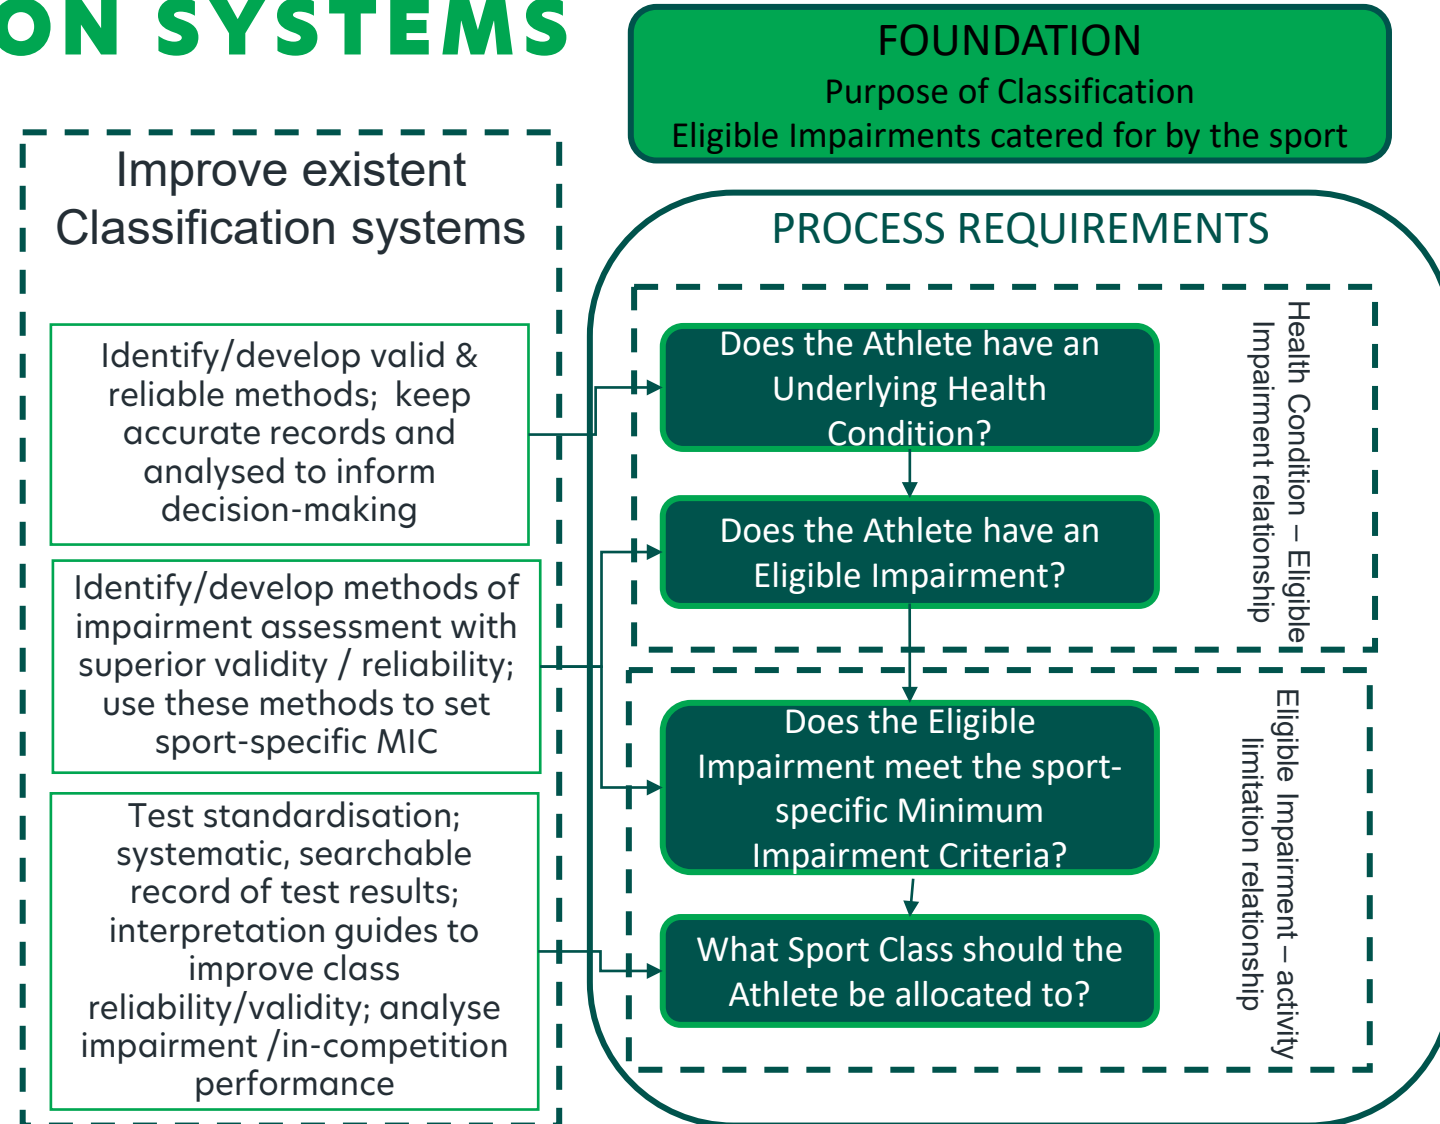 ON SYSTEMS
FOUNDATION
Purpose of Classification
Eligible Impairments catered for by the sport
Improve existent
Classification systems
Identify/develop valid &
reliable methods;  keep
accurate records and
analysed to inform
decision-making
Identify/develop methods of
impairment assessment with
superior validity / reliability;
use these methods to set
sport-specific MIC
Test standardisation;
systematic, searchable
record of test results;
interpretation guides to
improve class
reliability/validity; analyse
impairment /in-competition
performance
PROCESS REQUIREMENTS
Does the Athlete have an
Underlying Health
Condition?
Does the Athlete have an
Eligible Impairment?
Health Condition – Eligible
Impairment relationship
Does the Eligible
Impairment meet the sport-
specific Minimum
Impairment Criteria?
What Sport Class should the
Athlete be allocated to?
Eligible Impairment – activity
limitation relationship